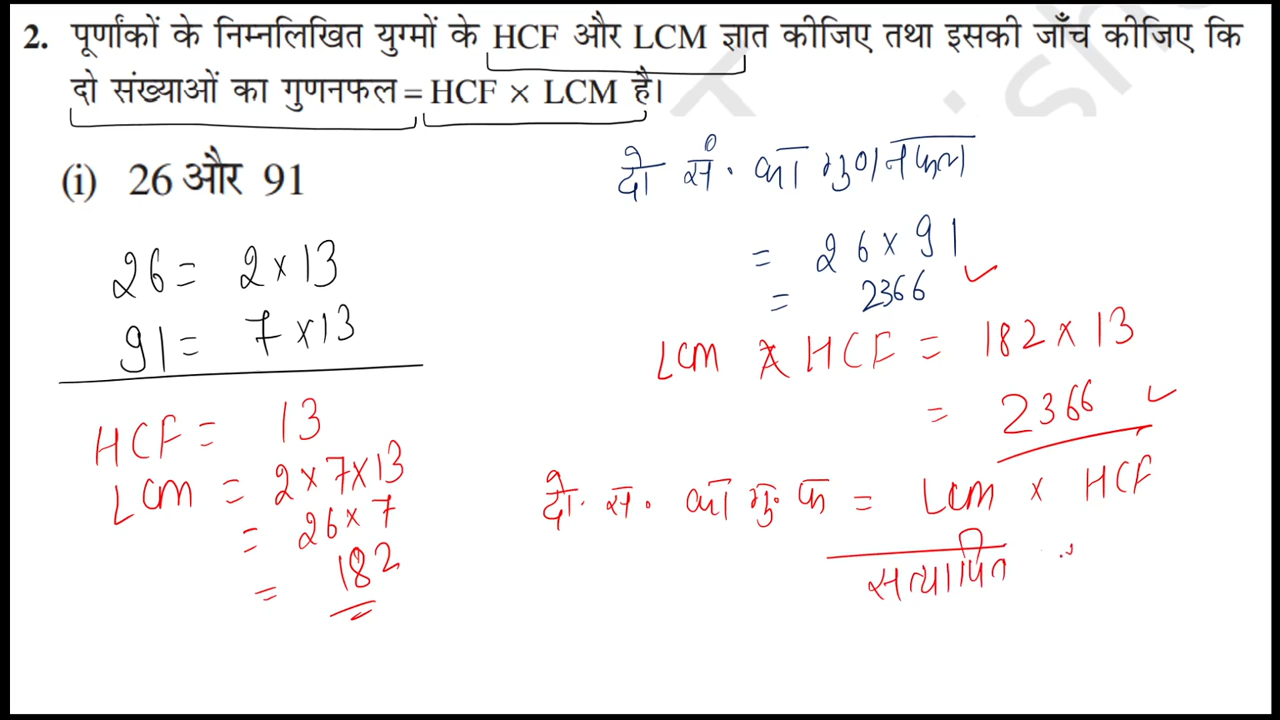 2. पूर्णांकों के निम्नलिखित युग्मों के HCF और LCM ज्ञात कीजिए तथा इसकी जाँच कीजिए कि
दो संख्याओं का गुणनफल = HCF × LCM है।
(i) 26 और 91
26 = 2 × 13
91 = 7 × 13
HCF = 13
LCM = 2 × 7 × 13
= 26 × 7
= 182
दो सं. का गुणनफल
= 26 × 91
= 2366 ✓
LCM × HCF = 182 × 13
= 2366 ✓
दो. स. का गु. फ = LCM × HCF
सत्यापित